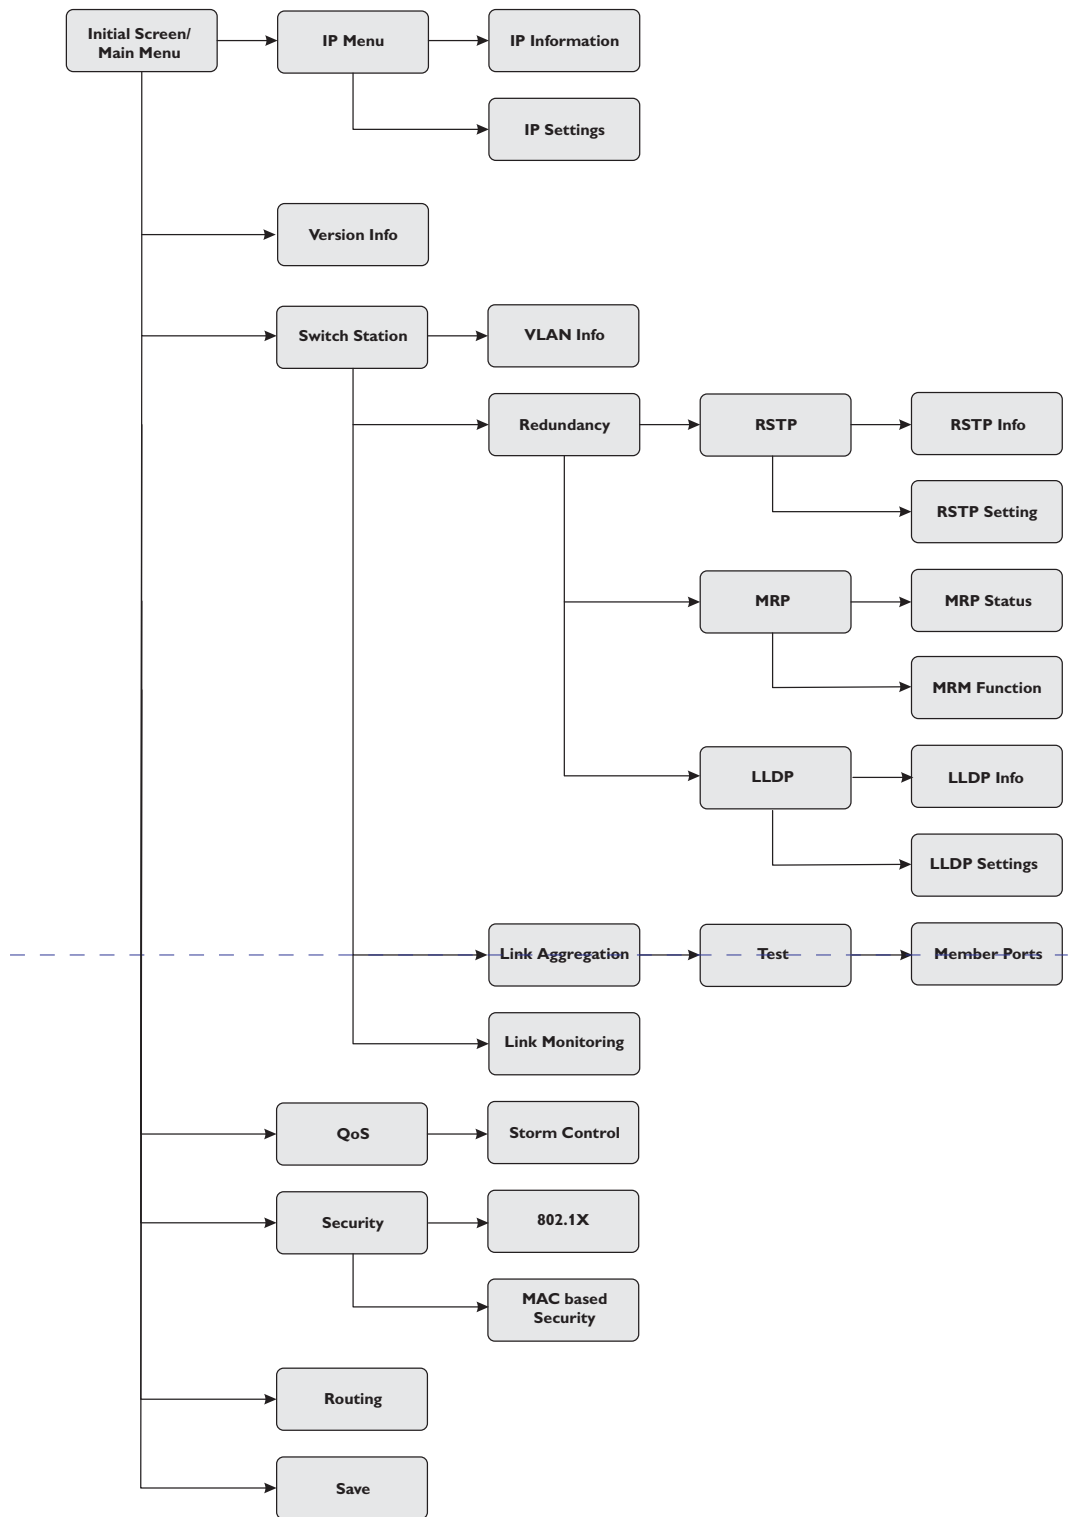 Initial Screen/
Main Menu
IP Menu
IP Information
IP Settings
Version Info
Switch Station
VLAN Info
Redundancy
RSTP
RSTP Info
RSTP Setting
MRP
MRP Status
MRM Function
LLDP
LLDP Info
LLDP Settings
Link Aggregation
Test
Member Ports
Link Monitoring
QoS
Storm Control
Security
802.1X
MAC based
Security
Routing
Save